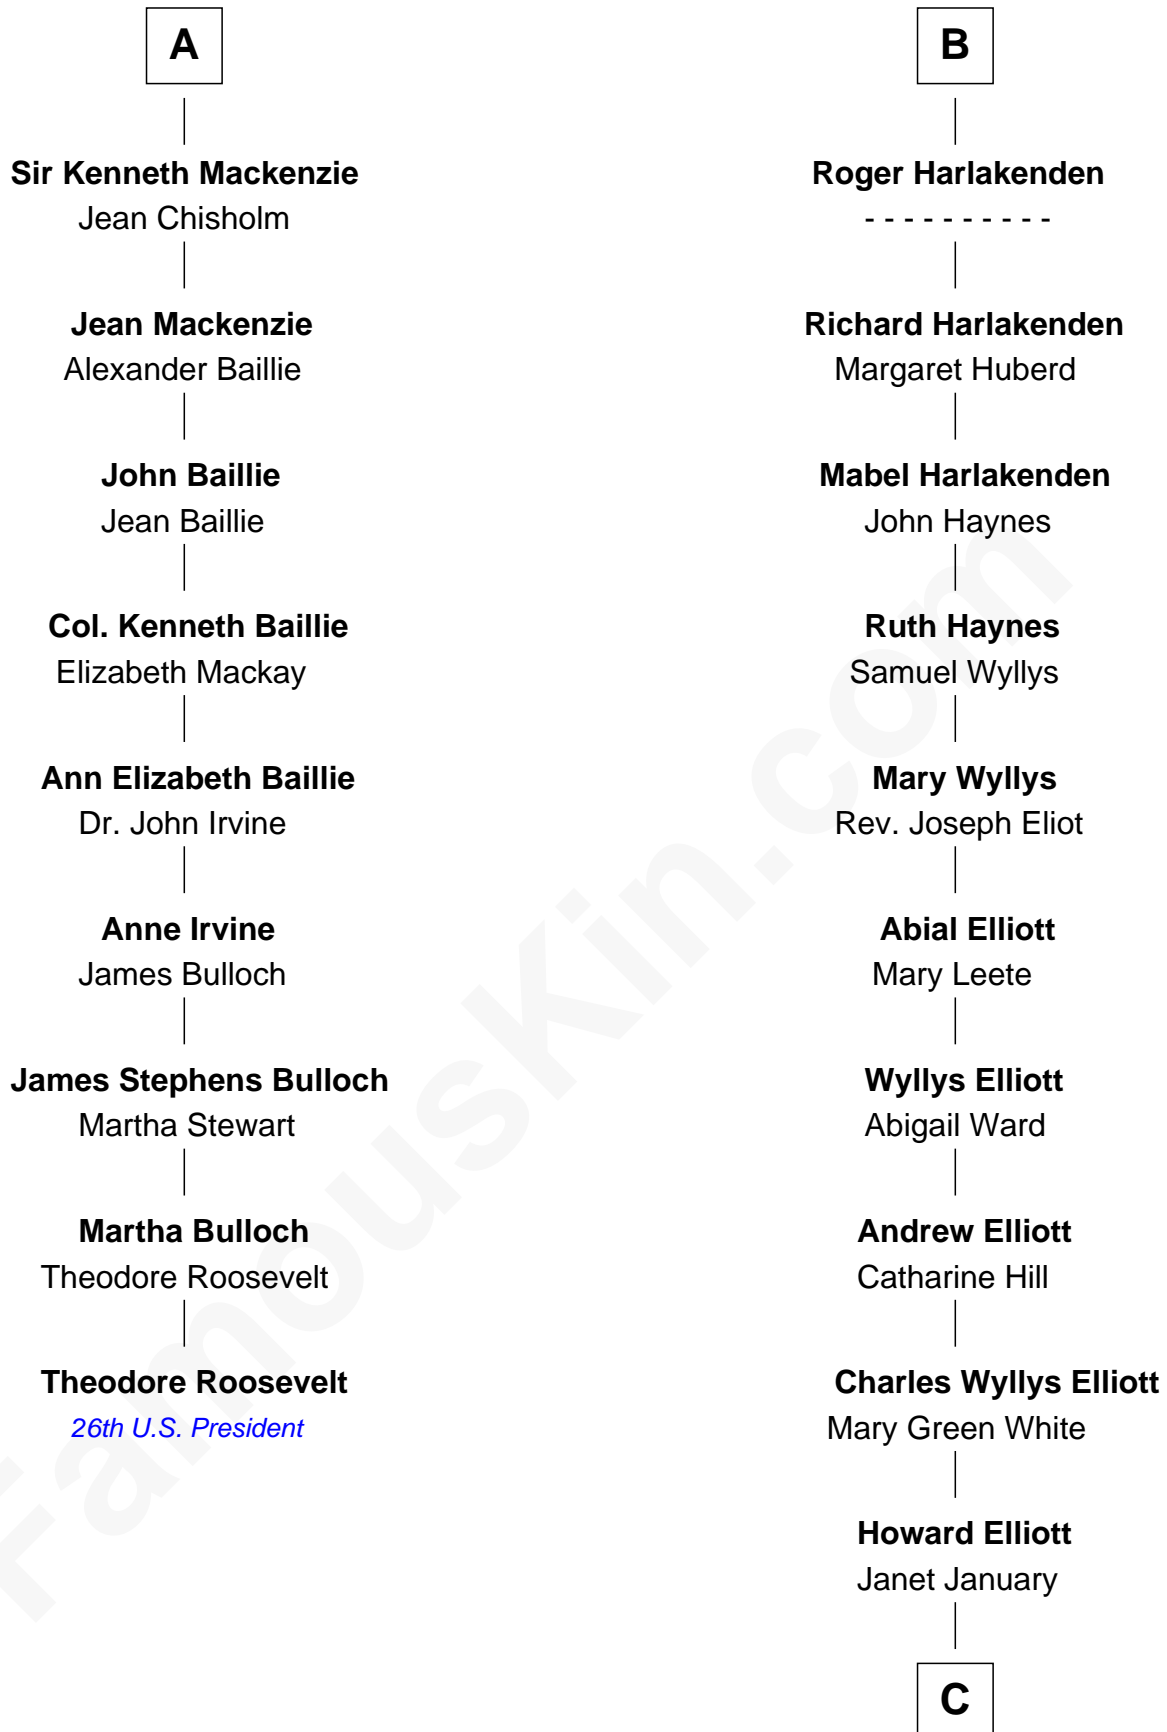 A
Sir Kenneth Mackenzie
Jean Chisholm
Jean Mackenzie
Alexander Baillie
John Baillie
Jean Baillie
Col. Kenneth Baillie
Elizabeth Mackay
Ann Elizabeth Baillie
Dr. John Irvine
Anne Irvine
James Bulloch
James Stephens Bulloch
Martha Stewart
Martha Bulloch
Theodore Roosevelt
Theodore Roosevelt
26th U.S. President
B
Roger Harlakenden
- - - - - - - - - -
Richard Harlakenden
Margaret Huberd
Mabel Harlakenden
John Haynes
Ruth Haynes
Samuel Wyllys
Mary Wyllys
Rev. Joseph Eliot
Abial Elliott
Mary Leete
Wyllys Elliott
Abigail Ward
Andrew Elliott
Catharine Hill
Charles Wyllys Elliott
Mary Green White
Howard Elliott
Janet January
C
FamousKin.com